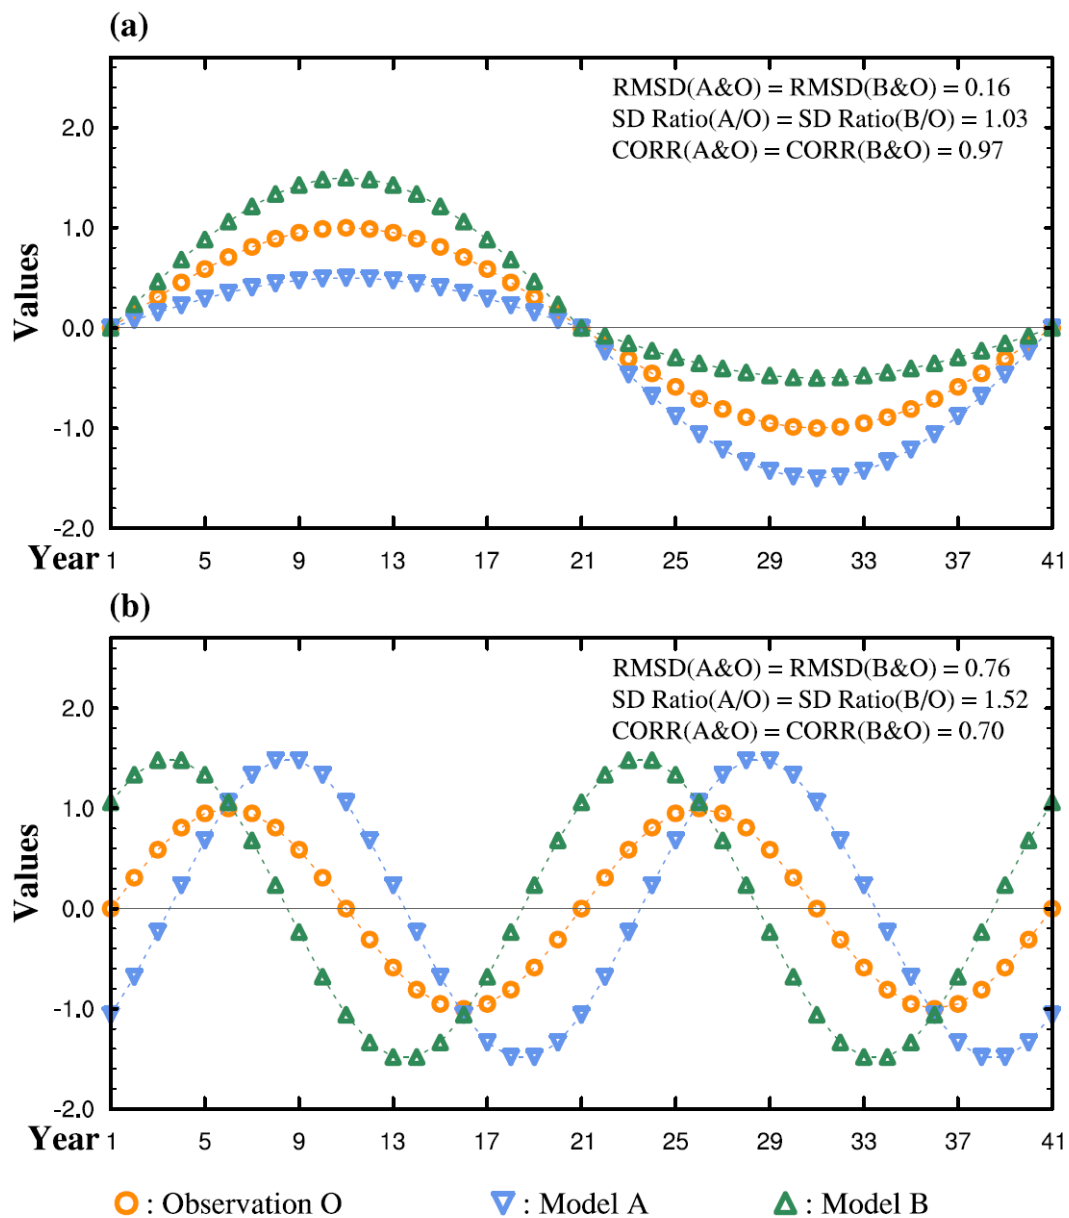 (a)
RMSD(A&O) = RMSD(B&O) = 0.16
SD Ratio(A/O) = SD Ratio(B/O) = 1.03
CORR(A&O) = CORR(B&O) = 0.97
2.0
1.0
0.0
-1.0
-2.0
Values
Year 1 5 9 13 17 21 25 29 33 37 41
(b)
RMSD(A&O) = RMSD(B&O) = 0.76
SD Ratio(A/O) = SD Ratio(B/O) = 1.52
CORR(A&O) = CORR(B&O) = 0.70
2.0
1.0
0.0
-1.0
-2.0
Values
Year 1 5 9 13 17 21 25 29 33 37 41
: Observation O : Model A : Model B